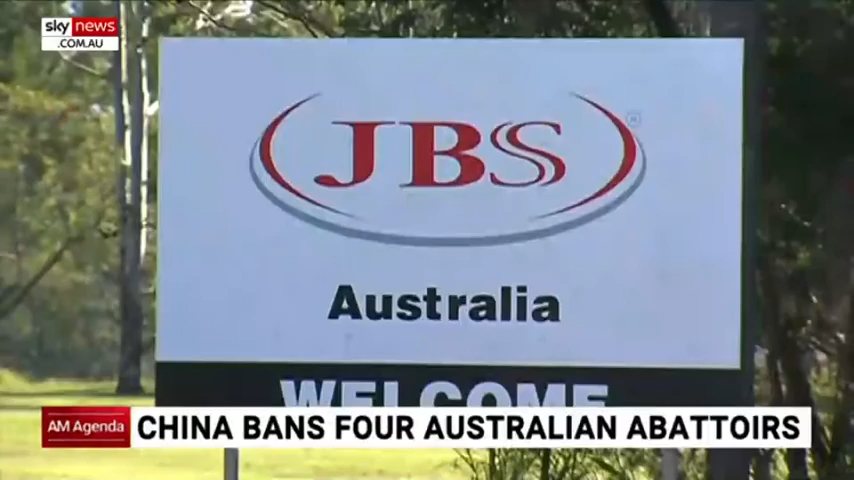 sky news
.COM.AU
JBS®
Australia
WELCOME
AM Agenda
CHINA BANS FOUR AUSTRALIAN ABATTOIRS